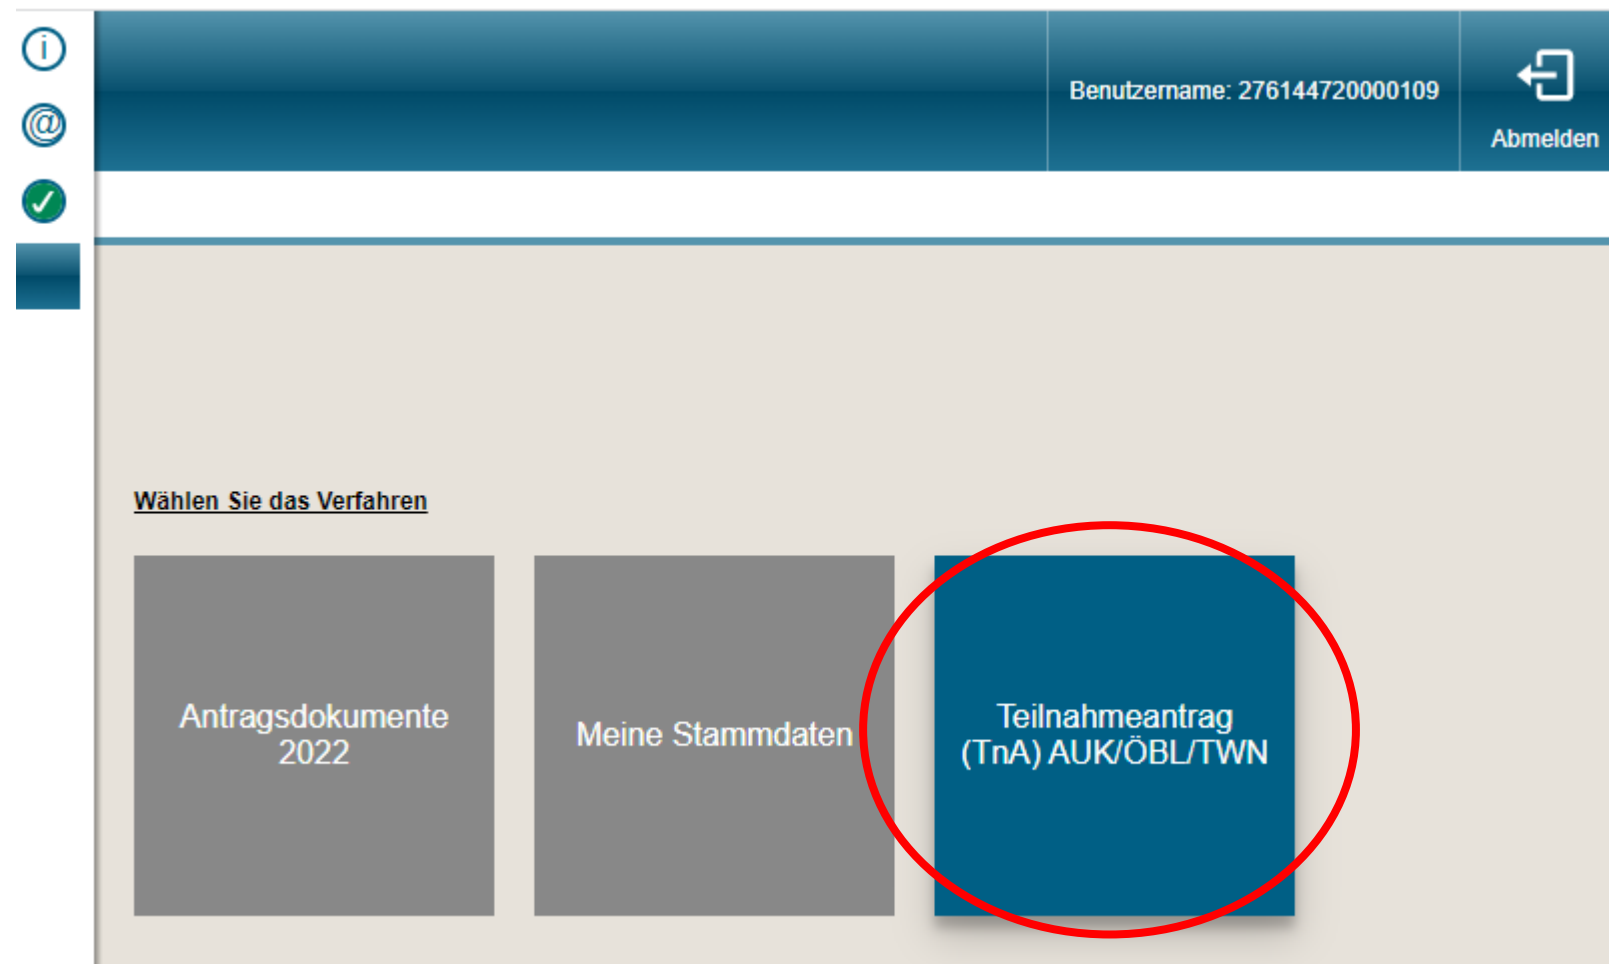 Benutzername: 276144720000109
Abmelden
Wählen Sie das Verfahren
Antragsdokumente
2022
Meine Stammdaten
Teilnahmeantrag
(TnA) AUK/ÖBL/TWN